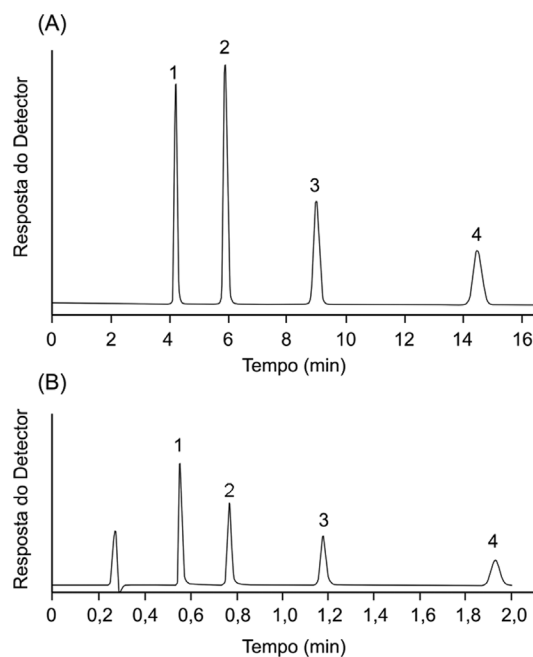 (A)
Resposta do Detector
1
2
3
4
0 2 4 6 8 10 12 14 16
Tempo (min)
(B)
Resposta do Detector
1
2
3
4
0 0,2 0,4 0,6 0,8 1,0 1,2 1,4 1,6 1,8 2,0
Tempo (min)